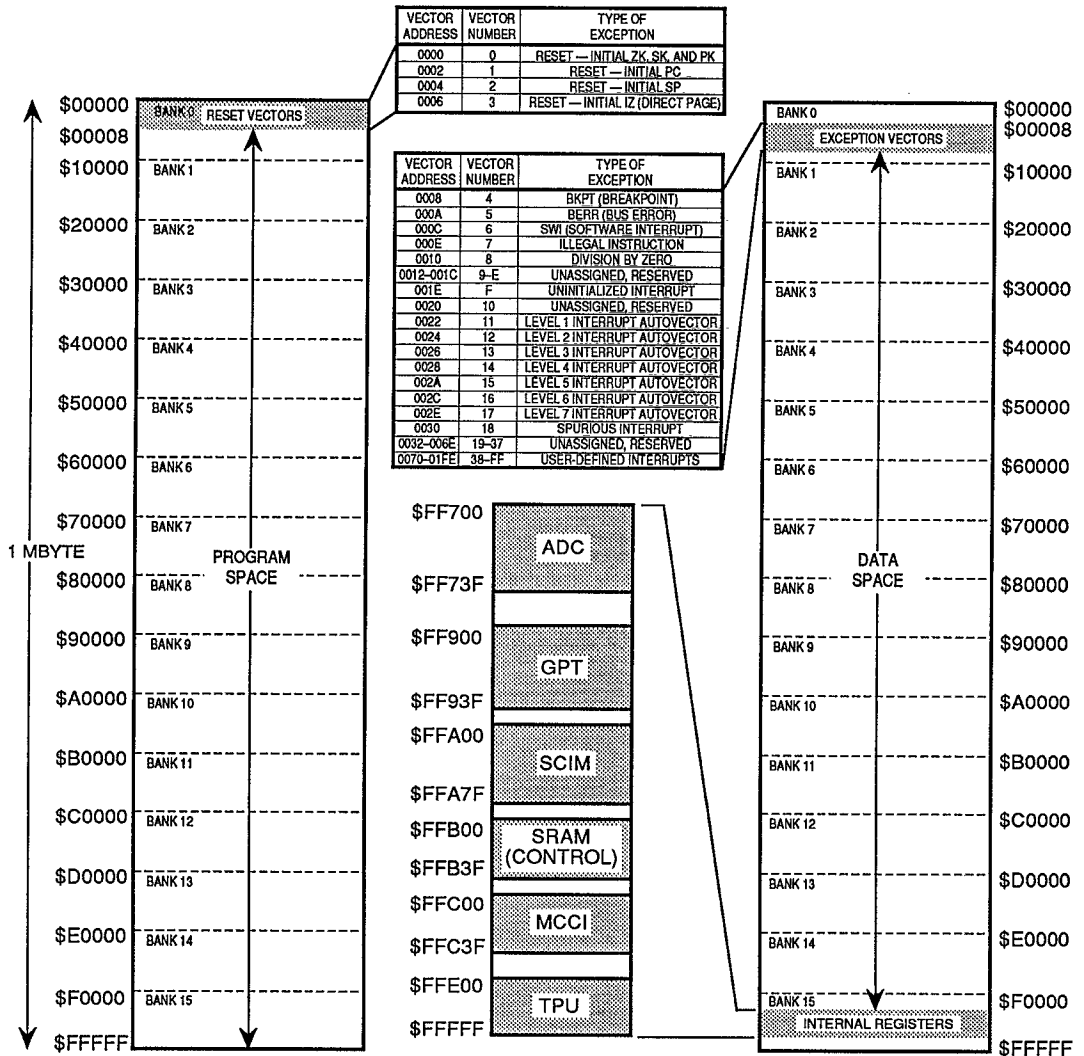 VECTOR ADDRESS VECTOR NUMBER TYPE OF EXCEPTION
0000 0 RESET — INITIAL ZK, SK, AND PK
0002 1 RESET — INITIAL PC
0004 2 RESET — INITIAL SP
0006 3 RESET — INITIAL IZ (DIRECT PAGE)
1 MBYTE
$00000
BANK 0 RESET VECTORS
$00008
$10000 BANK 1
$20000 BANK 2
$30000 BANK 3
$40000 BANK 4
$50000 BANK 5
$60000 BANK 6
$70000 BANK 7
PROGRAM
SPACE
$80000 BANK 8
$90000 BANK 9
$A0000 BANK 10
$B0000 BANK 11
$C0000 BANK 12
$D0000 BANK 13
$E0000 BANK 14
$F0000 BANK 15
$FFFFF
VECTOR ADDRESS VECTOR NUMBER TYPE OF EXCEPTION
0008 4 BKPT (BREAKPOINT)
000A 5 BERR (BUS ERROR)
000C 6 SWI (SOFTWARE INTERRUPT)
000E 7 ILLEGAL INSTRUCTION
0010 8 DIVISION BY ZERO
0012–001C 9–E UNASSIGNED, RESERVED
001E F UNINITIALIZED INTERRUPT
0020 10 UNASSIGNED, RESERVED
0022 11 LEVEL 1 INTERRUPT AUTOVECTOR
0024 12 LEVEL 2 INTERRUPT AUTOVECTOR
0026 13 LEVEL 3 INTERRUPT AUTOVECTOR
0028 14 LEVEL 4 INTERRUPT AUTOVECTOR
002A 15 LEVEL 5 INTERRUPT AUTOVECTOR
002C 16 LEVEL 6 INTERRUPT AUTOVECTOR
002E 17 LEVEL 7 INTERRUPT AUTOVECTOR
0030 18 SPURIOUS INTERRUPT
0032–006E 19–37 UNASSIGNED, RESERVED
0070–01FE 38–FF USER-DEFINED INTERRUPTS
$FF700
ADC
$FF73F
$FF900
GPT
$FF93F
$FFA00
SCIM
$FFA7F
$FFB00
SRAM
(CONTROL)
$FFB3F
$FFC00
MCCI
$FFC3F
$FFE00
TPU
$FFFFF
BANK 0 $00000
$00008
EXCEPTION VECTORS
BANK 1 $10000
BANK 2 $20000
BANK 3 $30000
BANK 4 $40000
BANK 5 $50000
BANK 6 $60000
BANK 7 $70000
DATA
SPACE
BANK 8 $80000
BANK 9 $90000
BANK 10 $A0000
BANK 11 $B0000
BANK 12 $C0000
BANK 13 $D0000
BANK 14 $E0000
BANK 15 $F0000
INTERNAL REGISTERS
$FFFFF